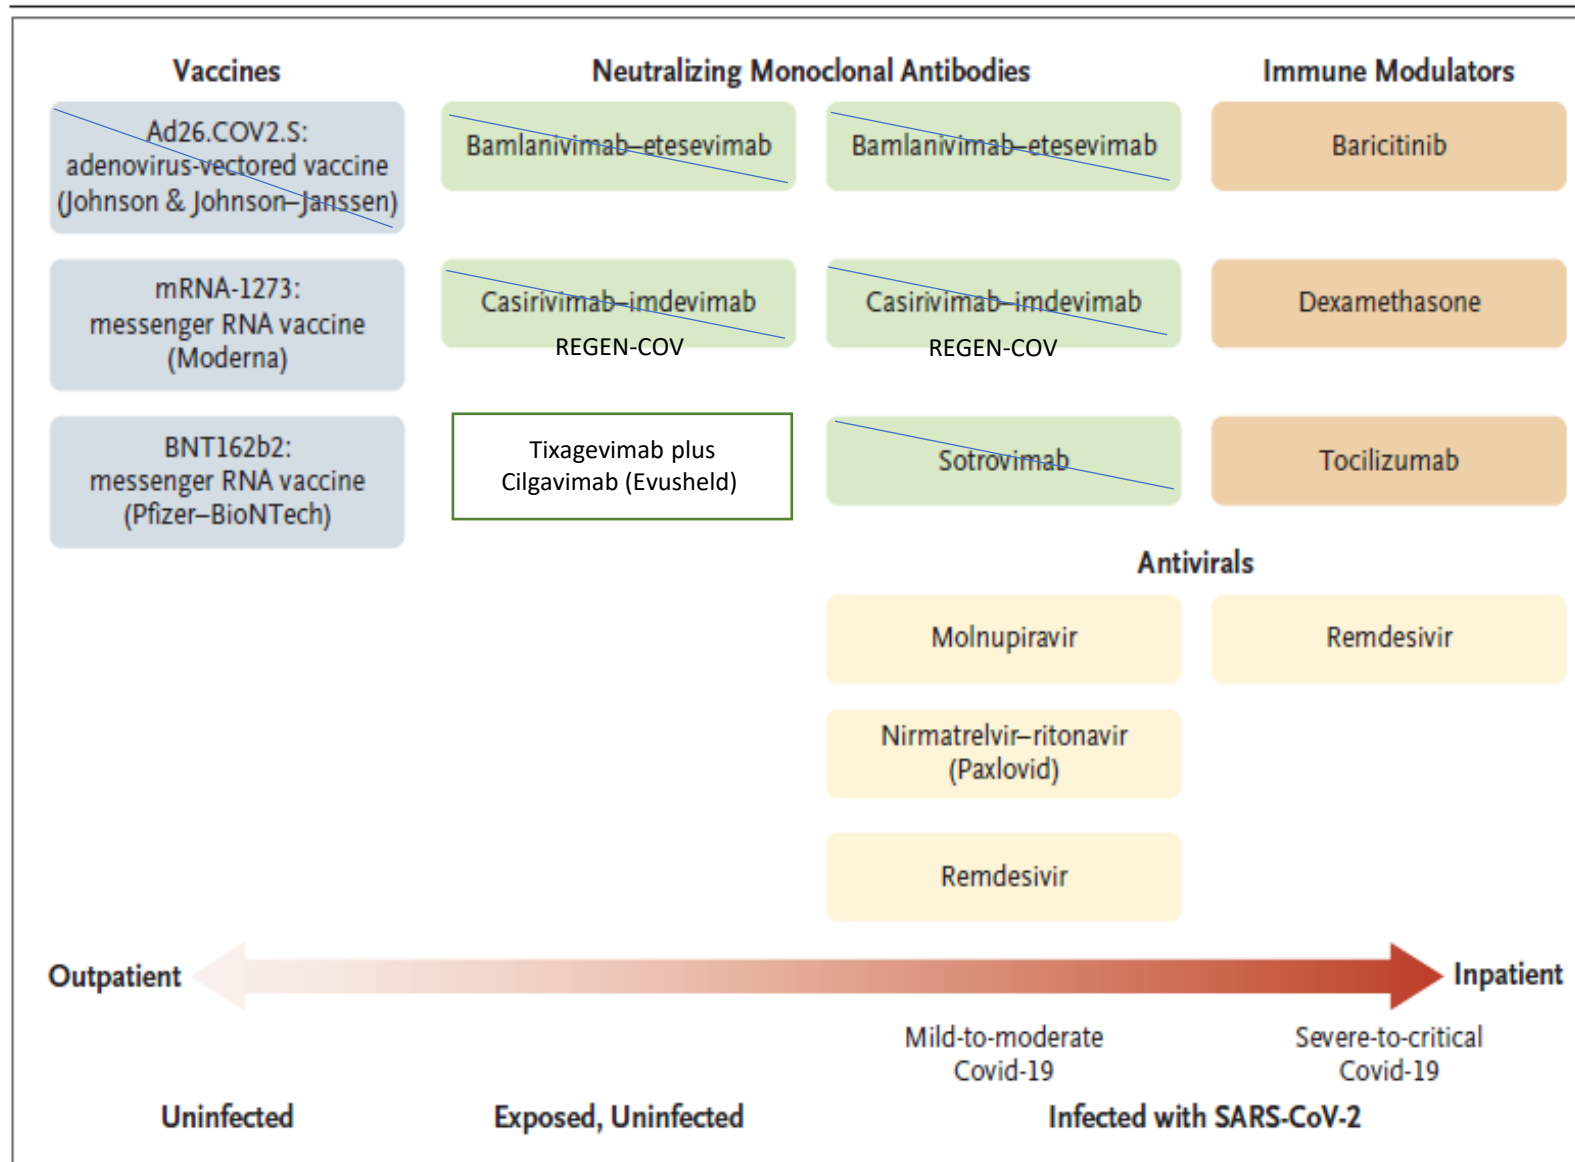 Vaccines
Ad26.COV2.S:
adenovirus-vectored vaccine
(Johnson & Johnson–Janssen)
mRNA-1273:
messenger RNA vaccine
(Moderna)
BNT162b2:
messenger RNA vaccine
(Pfizer–BioNTech)
Neutralizing Monoclonal Antibodies
Bamlanivimab–etesevimab
Bamlanivimab–etesevimab
Casirivimab–imdevimab
REGEN-COV
Casirivimab–imdevimab
REGEN-COV
Tixagevimab plus
Cilgavimab (Evusheld)
Sotrovimab
Immune Modulators
Baricitinib
Dexamethasone
Tocilizumab
Antivirals
Molnupiravir
Remdesivir
Nirmatrelvir–ritonavir
(Paxlovid)
Remdesivir
Outpatient
Inpatient
Mild-to-moderate
Covid-19
Severe-to-critical
Covid-19
Uninfected
Exposed, Uninfected
Infected with SARS-CoV-2